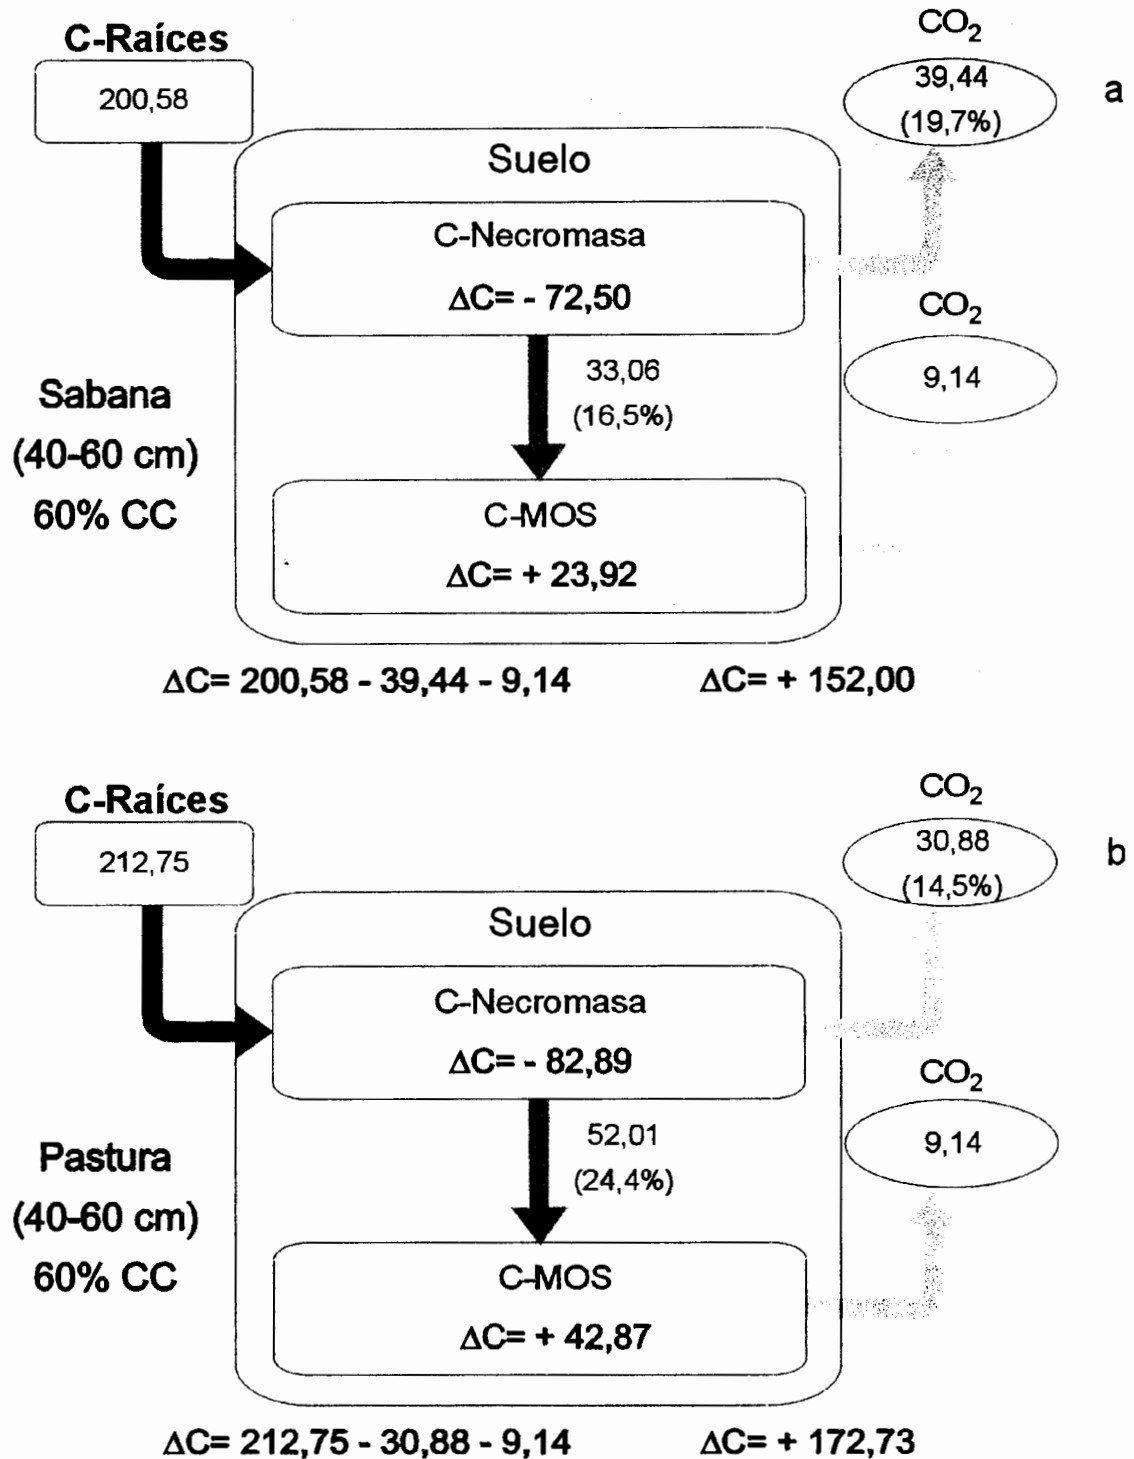 CO2
C-Raíces
200,58
39,44
(19,7%)
a
Suelo
C-Necromasa
ΔC= - 72,50
CO2
9,14
33,06
(16,5%)
Sabana
(40-60 cm)
60% CC
C-MOS
ΔC= + 23,92
ΔC= 200,58 - 39,44 - 9,14
ΔC= + 152,00
CO2
C-Raíces
212,75
30,88
(14,5%)
b
Suelo
C-Necromasa
ΔC= - 82,89
CO2
9,14
52,01
(24,4%)
Pastura
(40-60 cm)
60% CC
C-MOS
ΔC= + 42,87
ΔC= 212,75 - 30,88 - 9,14
ΔC= + 172,73